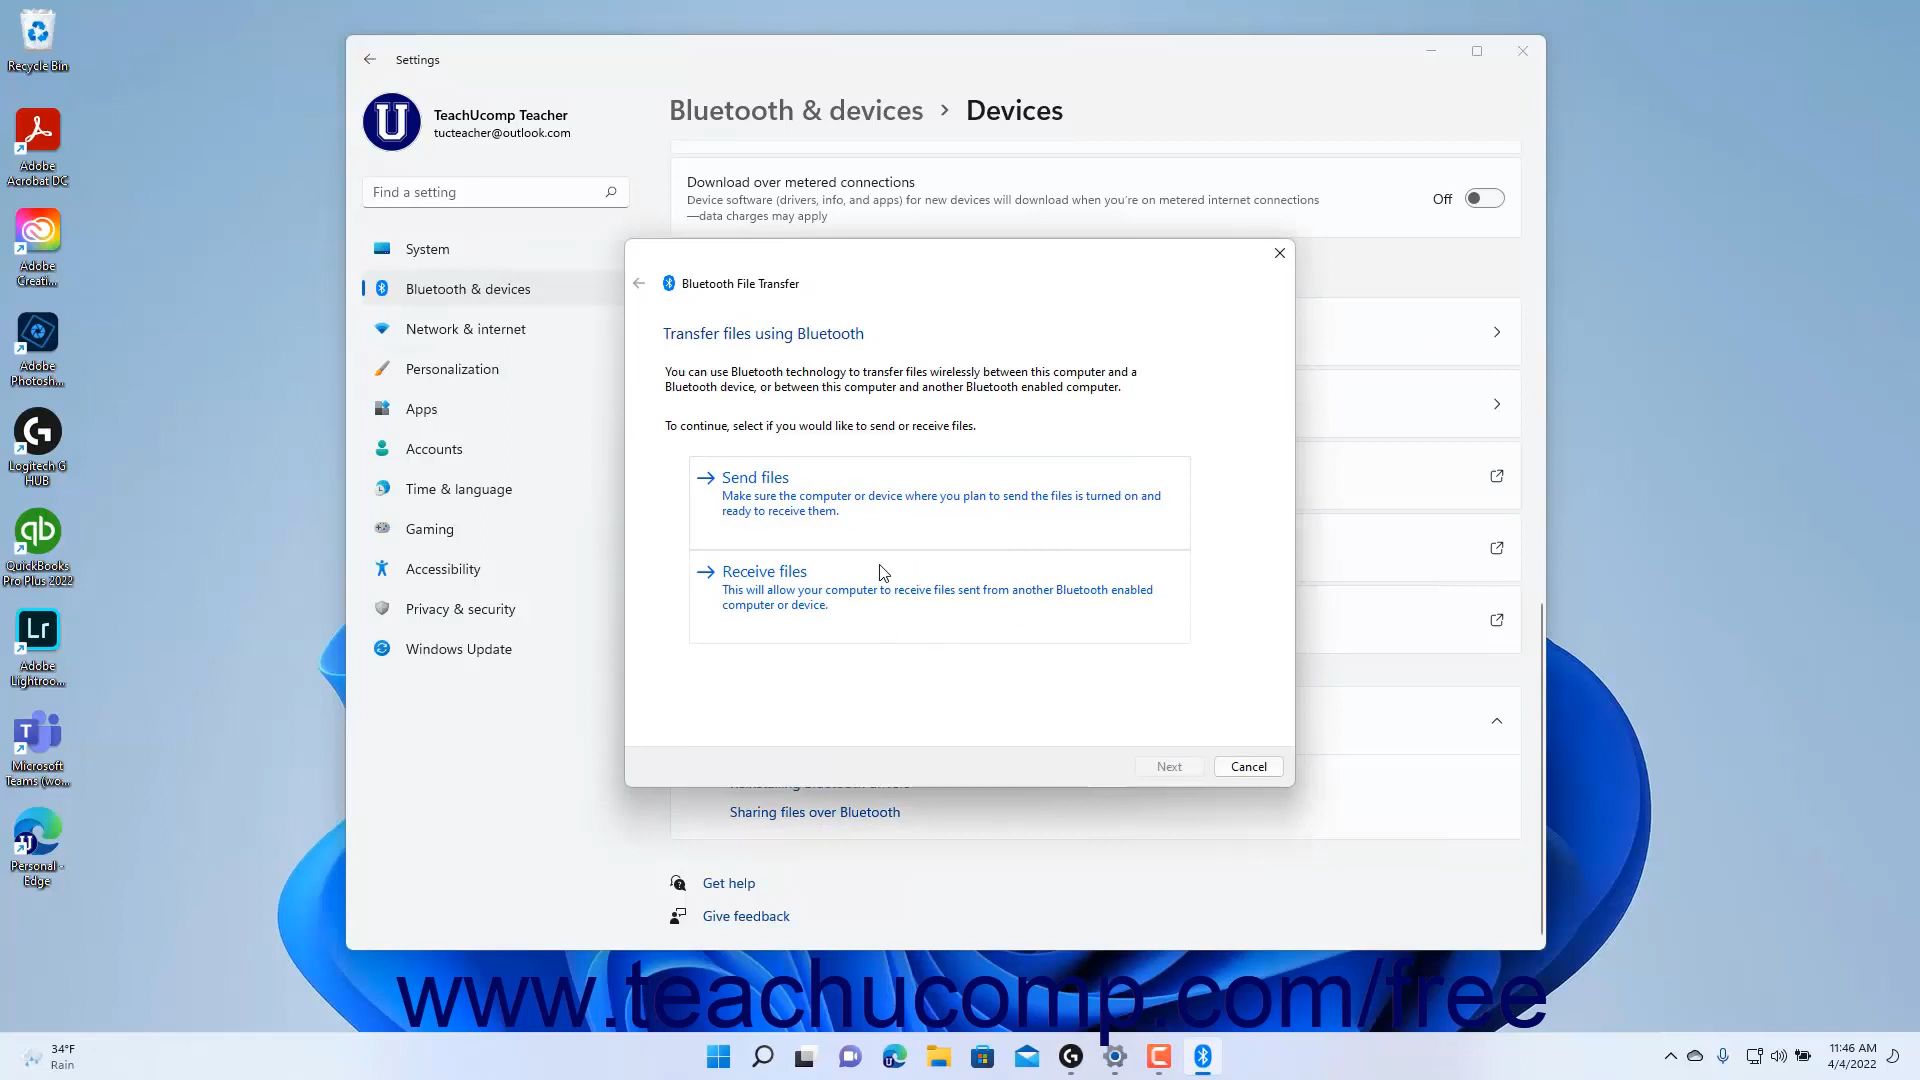 Recycle Bin
Adobe
Acrobat DC
Adobe
Creati...
Adobe
Photosh...
Logitech G
HUB
QuickBooks
Pro Plus 2022
Adobe
Lightroo...
Microsoft
Teams (wo...
Personal -
Edge
Settings
TeachUcomp Teacher
tucteacher@outlook.com
Find a setting
System
Bluetooth & devices
Network & internet
Personalization
Apps
Accounts
Time & language
Gaming
Accessibility
Privacy & security
Windows Update
Bluetooth & devices > Devices
Download over metered connections
Device software (drivers, info, and apps) for new devices will download when you're on metered internet connections
—data charges may apply
Off
Bluetooth File Transfer
Transfer files using Bluetooth
You can use Bluetooth technology to transfer files wirelessly between this computer and a
Bluetooth device, or between this computer and another Bluetooth enabled computer.
To continue, select if you would like to send or receive files.
Send files
Make sure the computer or device where you plan to send the files is turned on and
ready to receive them.
Receive files
This will allow your computer to receive files sent from another Bluetooth enabled
computer or device.
Next
Cancel
Sharing files over Bluetooth
Get help
Give feedback
www.teachucomp.com/free
34°F
Rain
11:46 AM
4/4/2022